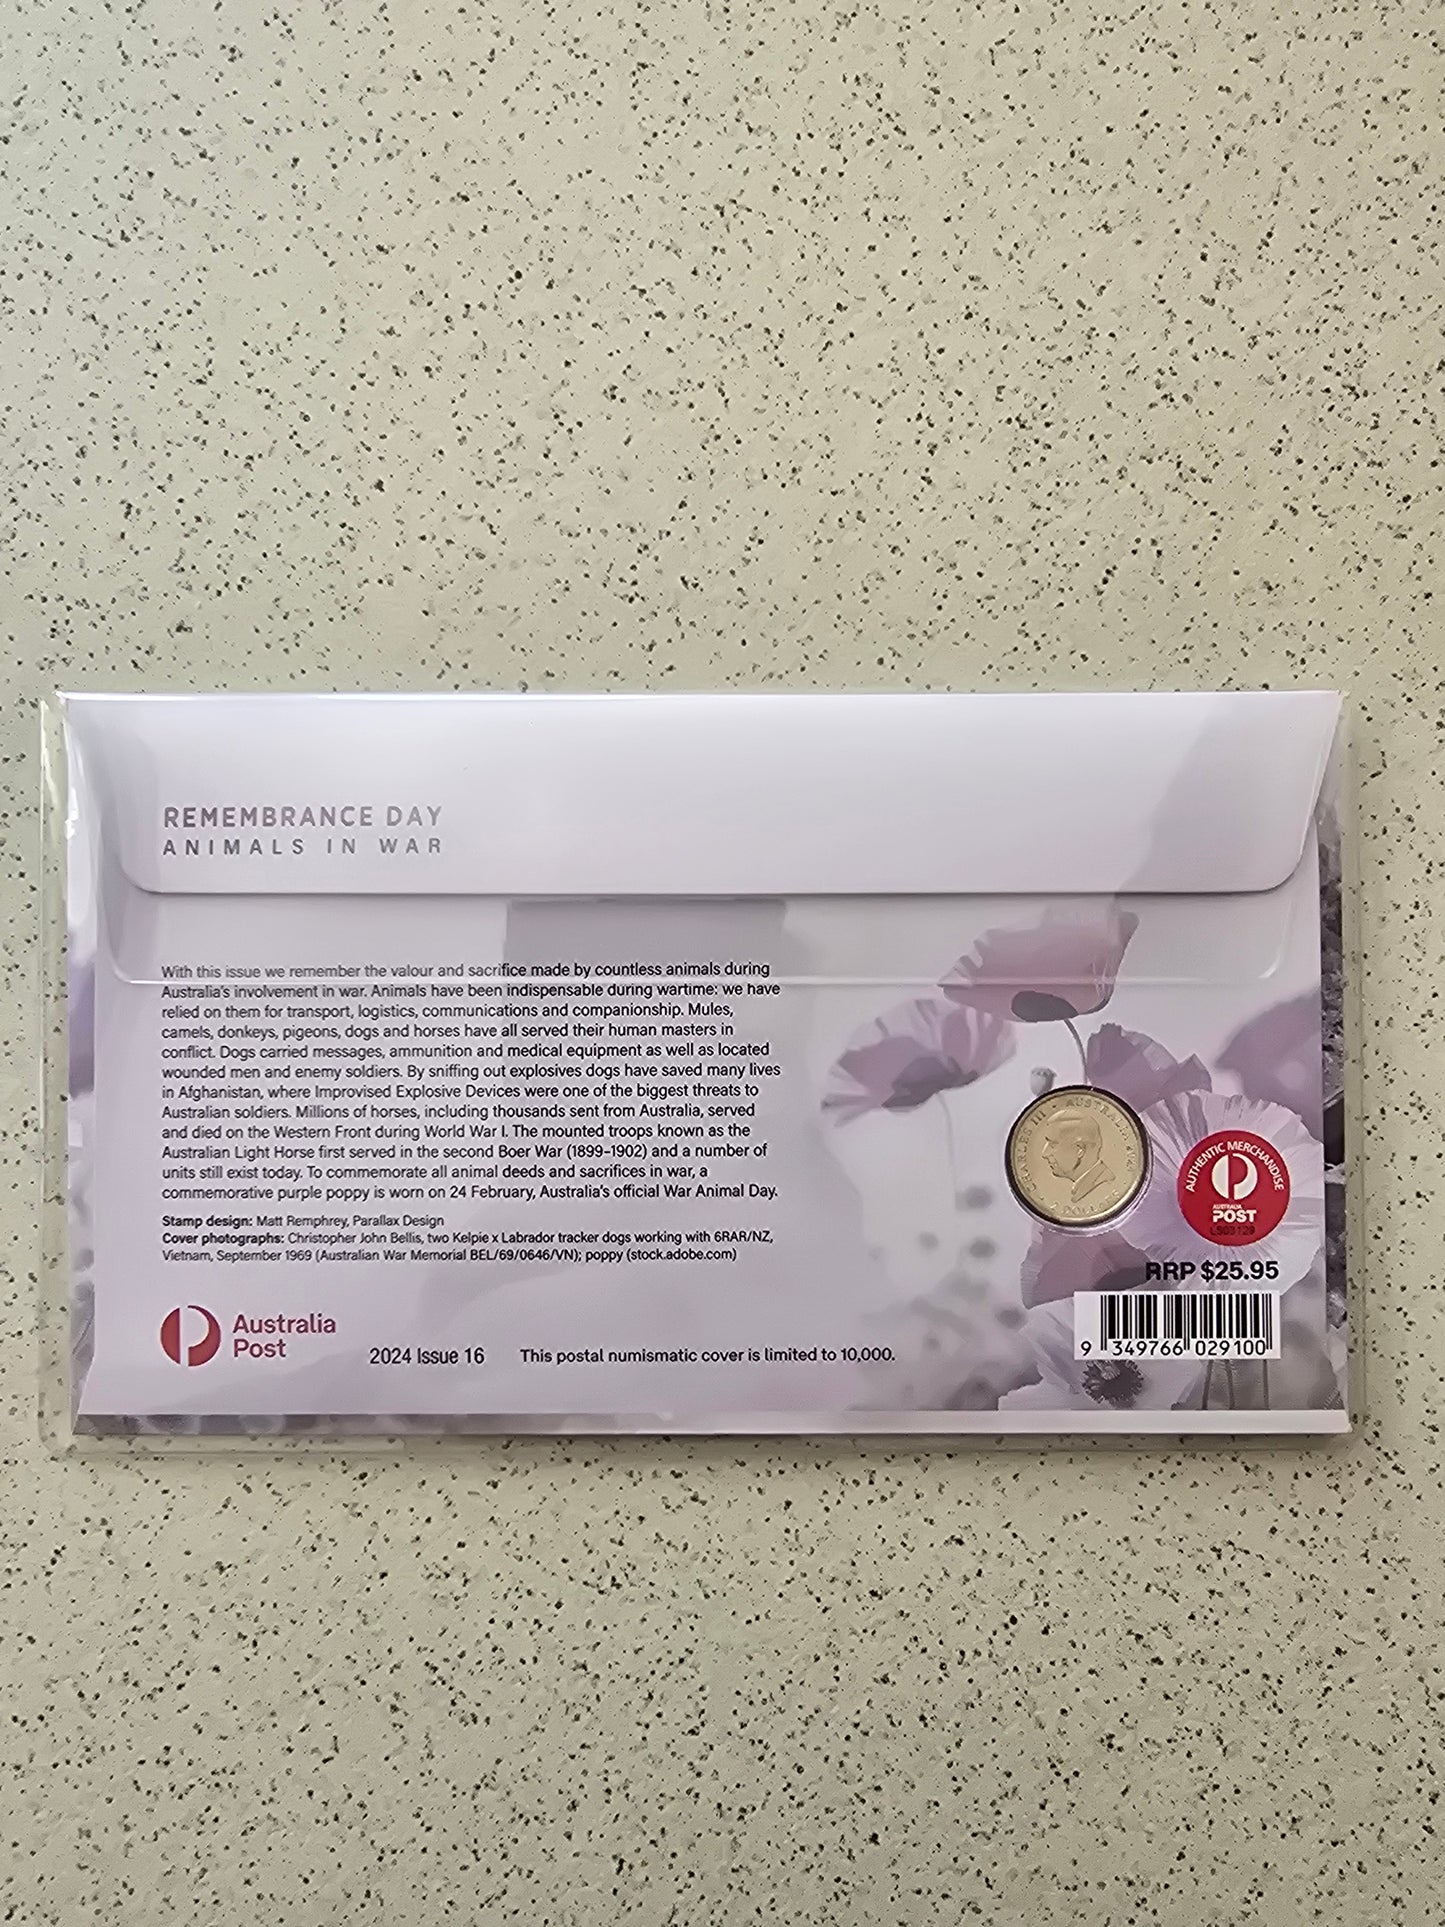 REMEMBRANCE DAY
ANIMALS IN WAR
With this issue we remember the valour and sacrifice made by countless animals during
Australia's involvement in war. Animals have been indispensable during wartime: we have
relied on them for transport, logistics, communications and companionship. Mules,
camels, donkeys, pigeons, dogs and horses have all served their human masters in
conflict. Dogs carried messages, ammunition and medical equipment as well as located
wounded men and enemy soldiers. By sniffing out explosives dogs have saved many lives
in Afghanistan, where Improvised Explosive Devices were one of the biggest threats to
Australian soldiers. Millions of horses, including thousands sent from Australia, served
and died on the Western Front during World War I. The mounted troops known as the
Australian Light Horse first served in the second Boer War (1899–1902) and a number of
units still exist today. To commemorate all animal deeds and sacrifices in war, a
commemorative purple poppy is worn on 24 February, Australia's official War Animal Day.
Stamp design: Matt Remphrey, Parallax Design
Cover photographs: Christopher John Bellis, two Kelpie x Labrador tracker dogs working with 6RAR/NZ,
Vietnam, September 1969 (Australian War Memorial BEL/69/0646/VN); poppy (stock.adobe.com)
Australia
Post
2024 Issue 16
This postal numismatic cover is limited to 10,000.
CHARLES III • AUSTRALIA
2 DOLLARS
AUTHENTIC MERCHANDISE
AUSTRALIA
POST
RRP $25.95
9 349766 029100